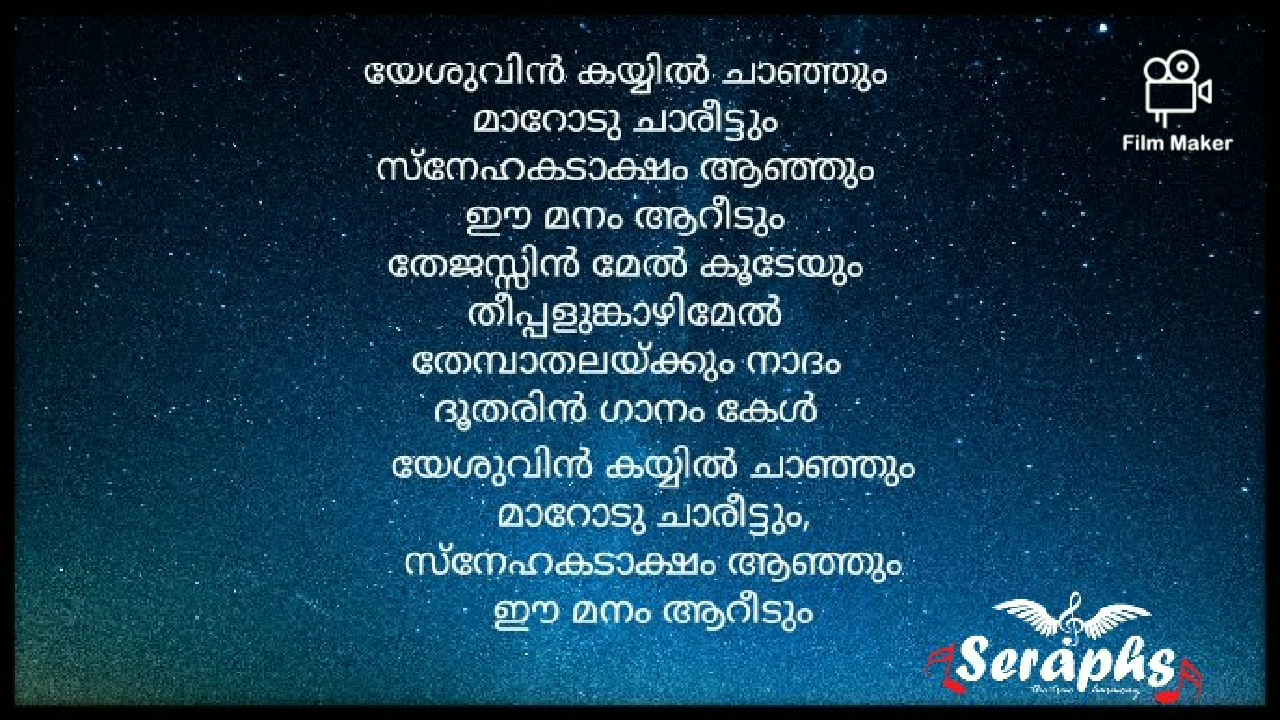 യേശുവിൻ കയ്യിൽ ചാഞ്ഞും
മാറോടു ചാരീട്ടും
സ്നേഹകടാക്ഷം ആഞ്ഞും
ഈ മനം ആറീടും
തേജസ്സിൻ മേൽ കൂടേയും
തീപ്പളുങ്കാഴിമേൽ
തേമ്പാതലയ്ക്കും നാദം
ദൂതരിൻ ഗാനം കേൾ
യേശുവിൻ കയ്യിൽ ചാഞ്ഞും
മാറോടു ചാരീട്ടും,
സ്നേഹകടാക്ഷം ആഞ്ഞും
ഈ മനം ആറീടും
Film Maker
Seraphs